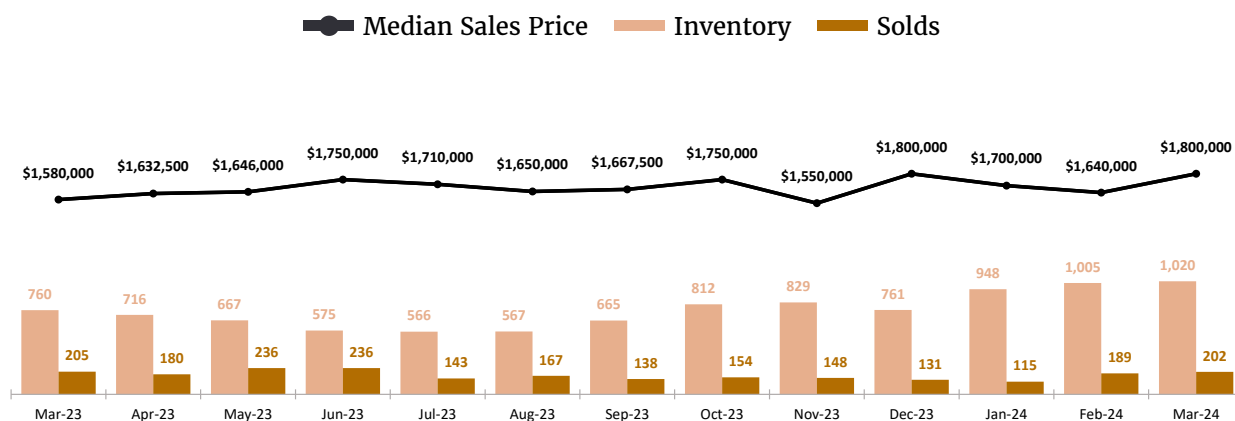 Median Sales Price Inventory Solds
$1,580,000 $1,632,500 $1,646,000 $1,750,000 $1,710,000 $1,650,000 $1,667,500 $1,750,000 $1,550,000 $1,800,000 $1,700,000 $1,640,000 $1,800,000
760 716 667 575 566 567 665 812 829 761 948 1,005 1,020
205 180 236 236 143 167 138 154 148 131 115 189 202
Mar-23 Apr-23 May-23 Jun-23 Jul-23 Aug-23 Sep-23 Oct-23 Nov-23 Dec-23 Jan-24 Feb-24 Mar-24